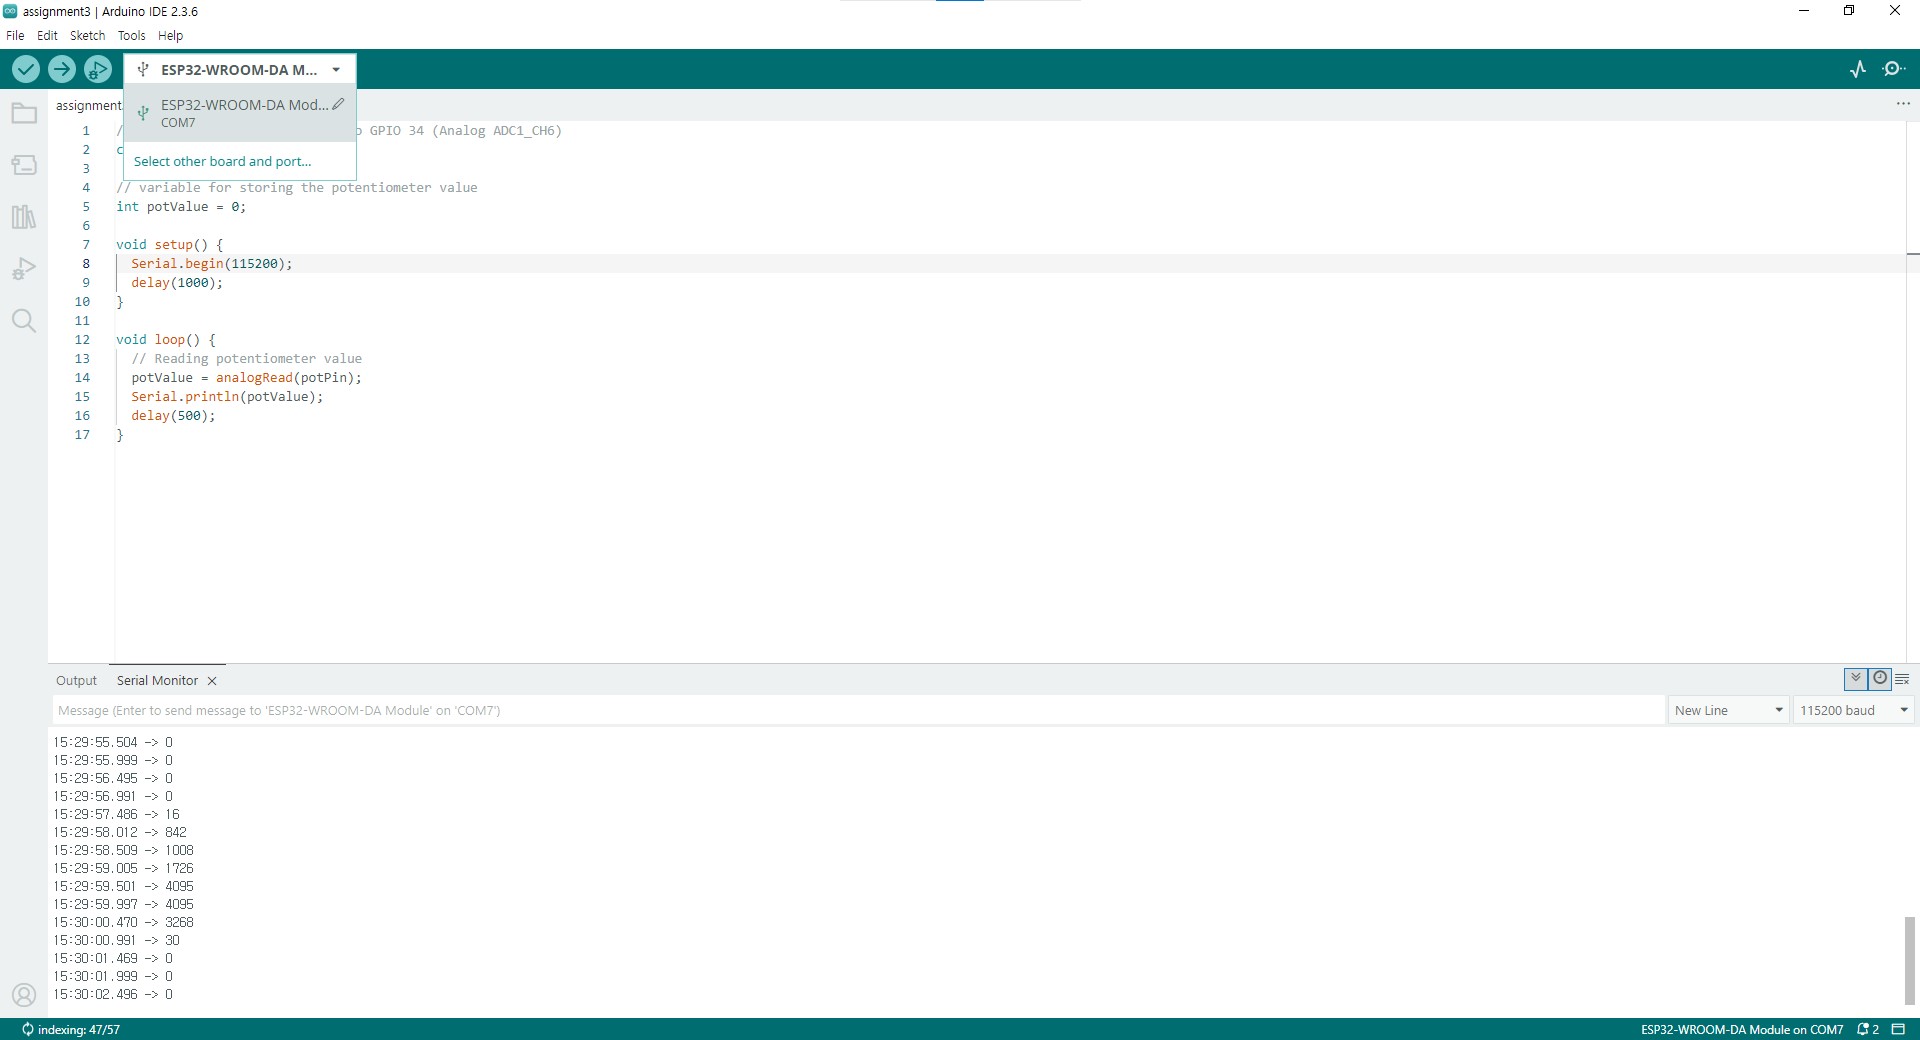 assignment3 | Arduino IDE 2.3.6
File Edit Sketch Tools Help
ESP32-WROOM-DA M...
ESP32-WROOM-DA Mod...
COM7
Select other board and port...
assignment
1 / o GPIO 34 (Analog ADC1_CH6)
2 c
3
4 // variable for storing the potentiometer value
5 int potValue = 0;
6
7 void setup() {
8 Serial.begin(115200);
9 delay(1000);
10 }
11
12 void loop() {
13 // Reading potentiometer value
14 potValue = analogRead(potPin);
15 Serial.println(potValue);
16 delay(500);
17 }
Output Serial Monitor
Message (Enter to send message to 'ESP32-WROOM-DA Module' on 'COM7')
New Line 115200 baud
15:29:55.504 -> 0
15:29:55.999 -> 0
15:29:56.495 -> 0
15:29:56.991 -> 0
15:29:57.486 -> 16
15:29:58.012 -> 842
15:29:58.509 -> 1008
15:29:59.005 -> 1726
15:29:59.501 -> 4095
15:29:59.997 -> 4095
15:30:00.470 -> 3268
15:30:00.991 -> 30
15:30:01.469 -> 0
15:30:01.999 -> 0
15:30:02.496 -> 0
indexing: 47/57
ESP32-WROOM-DA Module on COM7 2